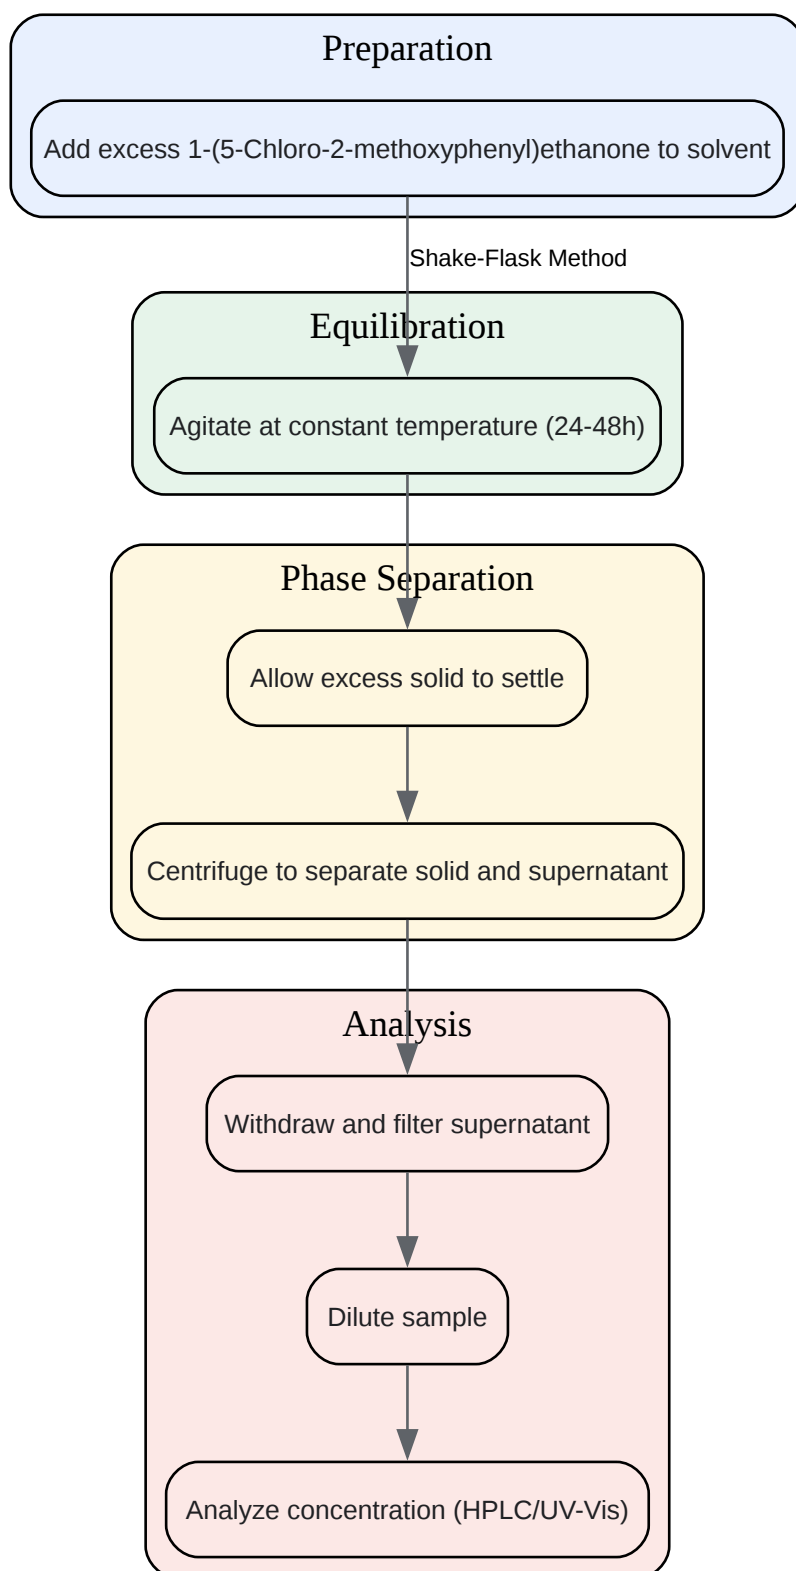 Preparation
Add excess 1-(5-Chloro-2-methoxyphenyl)ethanone to solvent
Shake-Flask Method
Equilibration
Agitate at constant temperature (24-48h)
Phase Separation
Allow excess solid to settle
Centrifuge to separate solid and supernatant
Analysis
Withdraw and filter supernatant
Dilute sample
Analyze concentration (HPLC/UV-Vis)